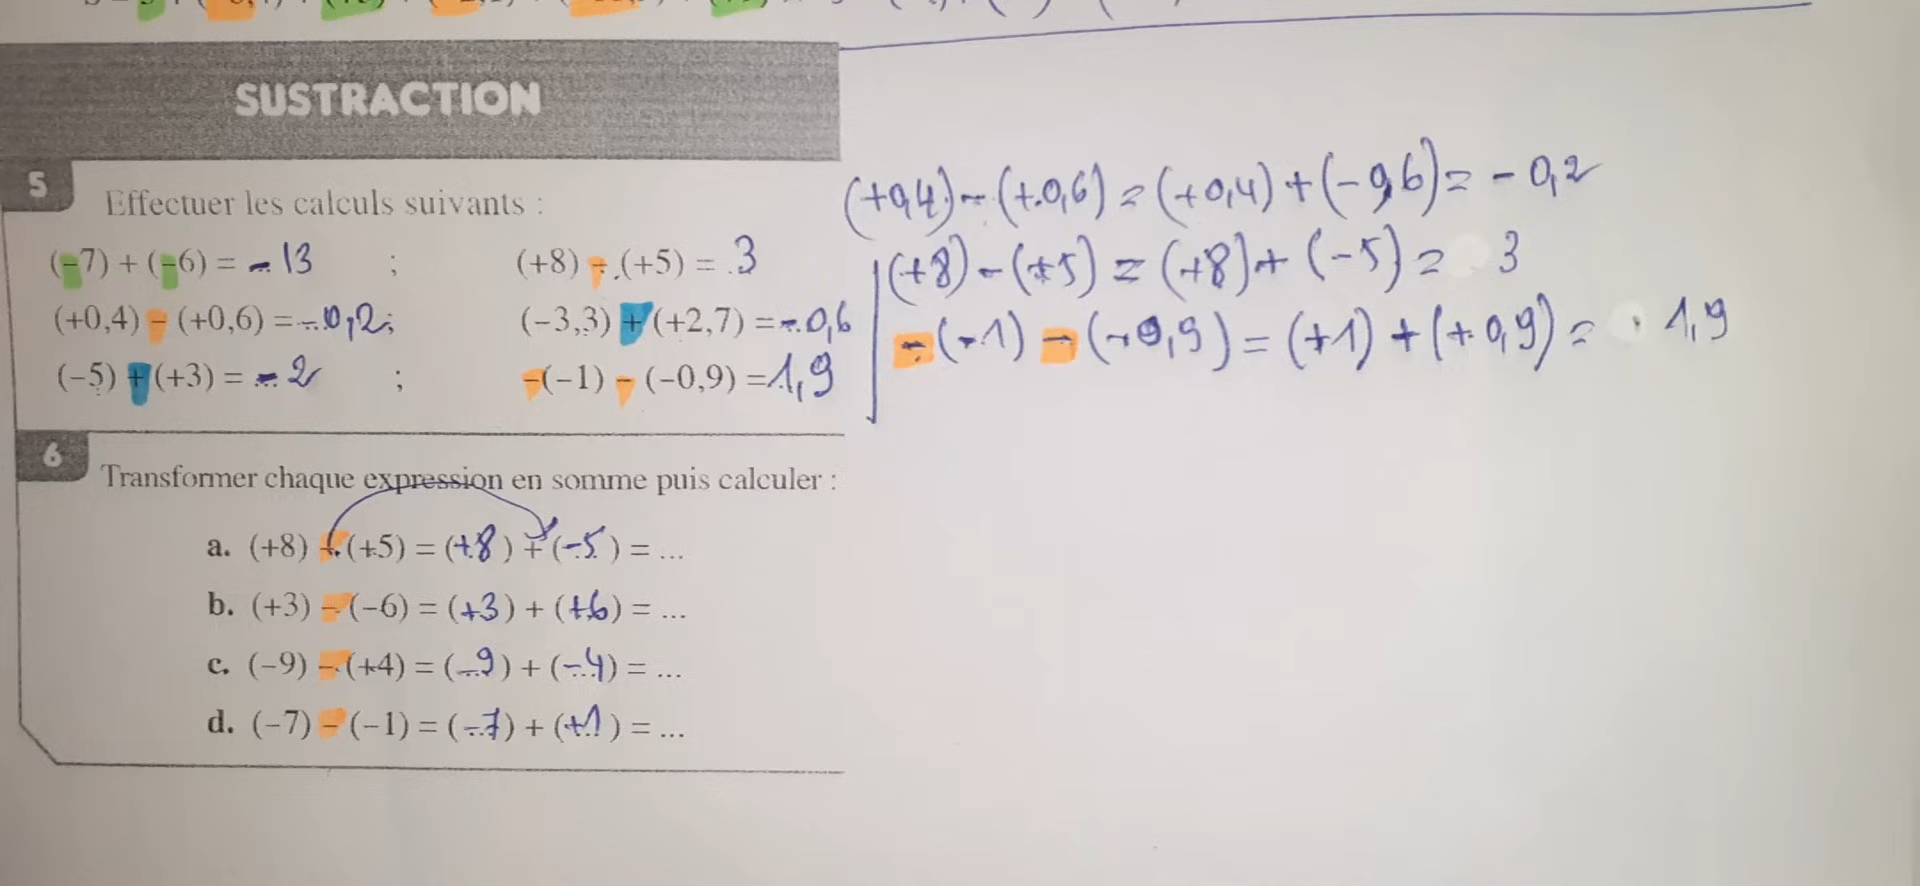 SUSTRACTION
5
Effectuer les calculs suivants :
(−7) + (−6) = − 13 ;
(+8) − (+5) = 3
(+0,4) − (+0,6) = −0,2 ;
(−3,3) + (+2,7) = −0,6
(−5) + (+3) = − 2 ;
−(−1) − (−0,9) = 1,9
(+0,4) − (+0,6) = (+0,4) + (−0,6) = − 0,2
(+8) − (+5) = (+8) + (−5) = 3
−(−1) − (−0,9) = (+1) + (+0,9) = 1,9
6
Transformer chaque expression en somme puis calculer :
a. (+8) − (+5) = (+8) + (−5) = ...
b. (+3) − (−6) = (+3) + (+6) = ...
c. (−9) − (+4) = (−9) + (−4) = ...
d. (−7) − (−1) = (−7) + (+1) = ...